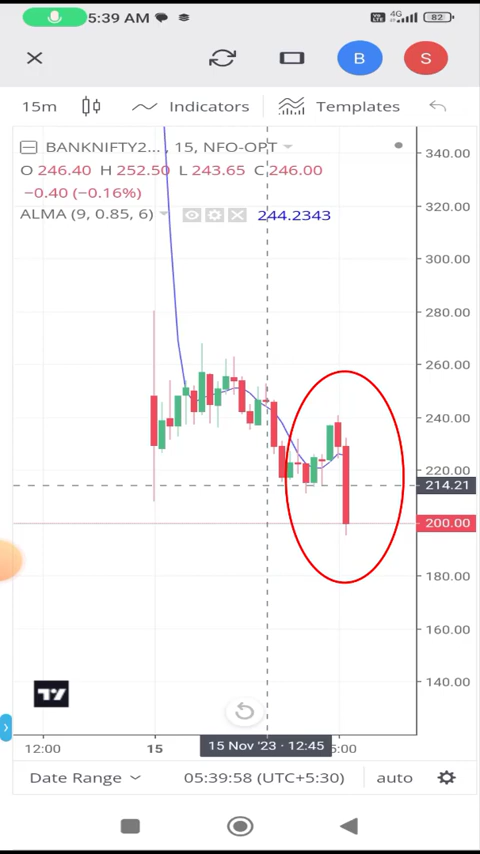 5:39 AM 4G 82
B S
15m Indicators Templates
BANKNIFTY2... , 15, NFO-OPT
O 246.40 H 252.50 L 243.65 C 246.00
−0.40 (−0.16%)
ALMA (9, 0.85, 6) 244.2343
340.00
320.00
300.00
280.00
260.00
240.00
220.00
214.21
200.00
180.00
160.00
140.00
12:00 15 15 Nov '23 · 12:45 5:00
Date Range 05:39:58 (UTC+5:30) auto